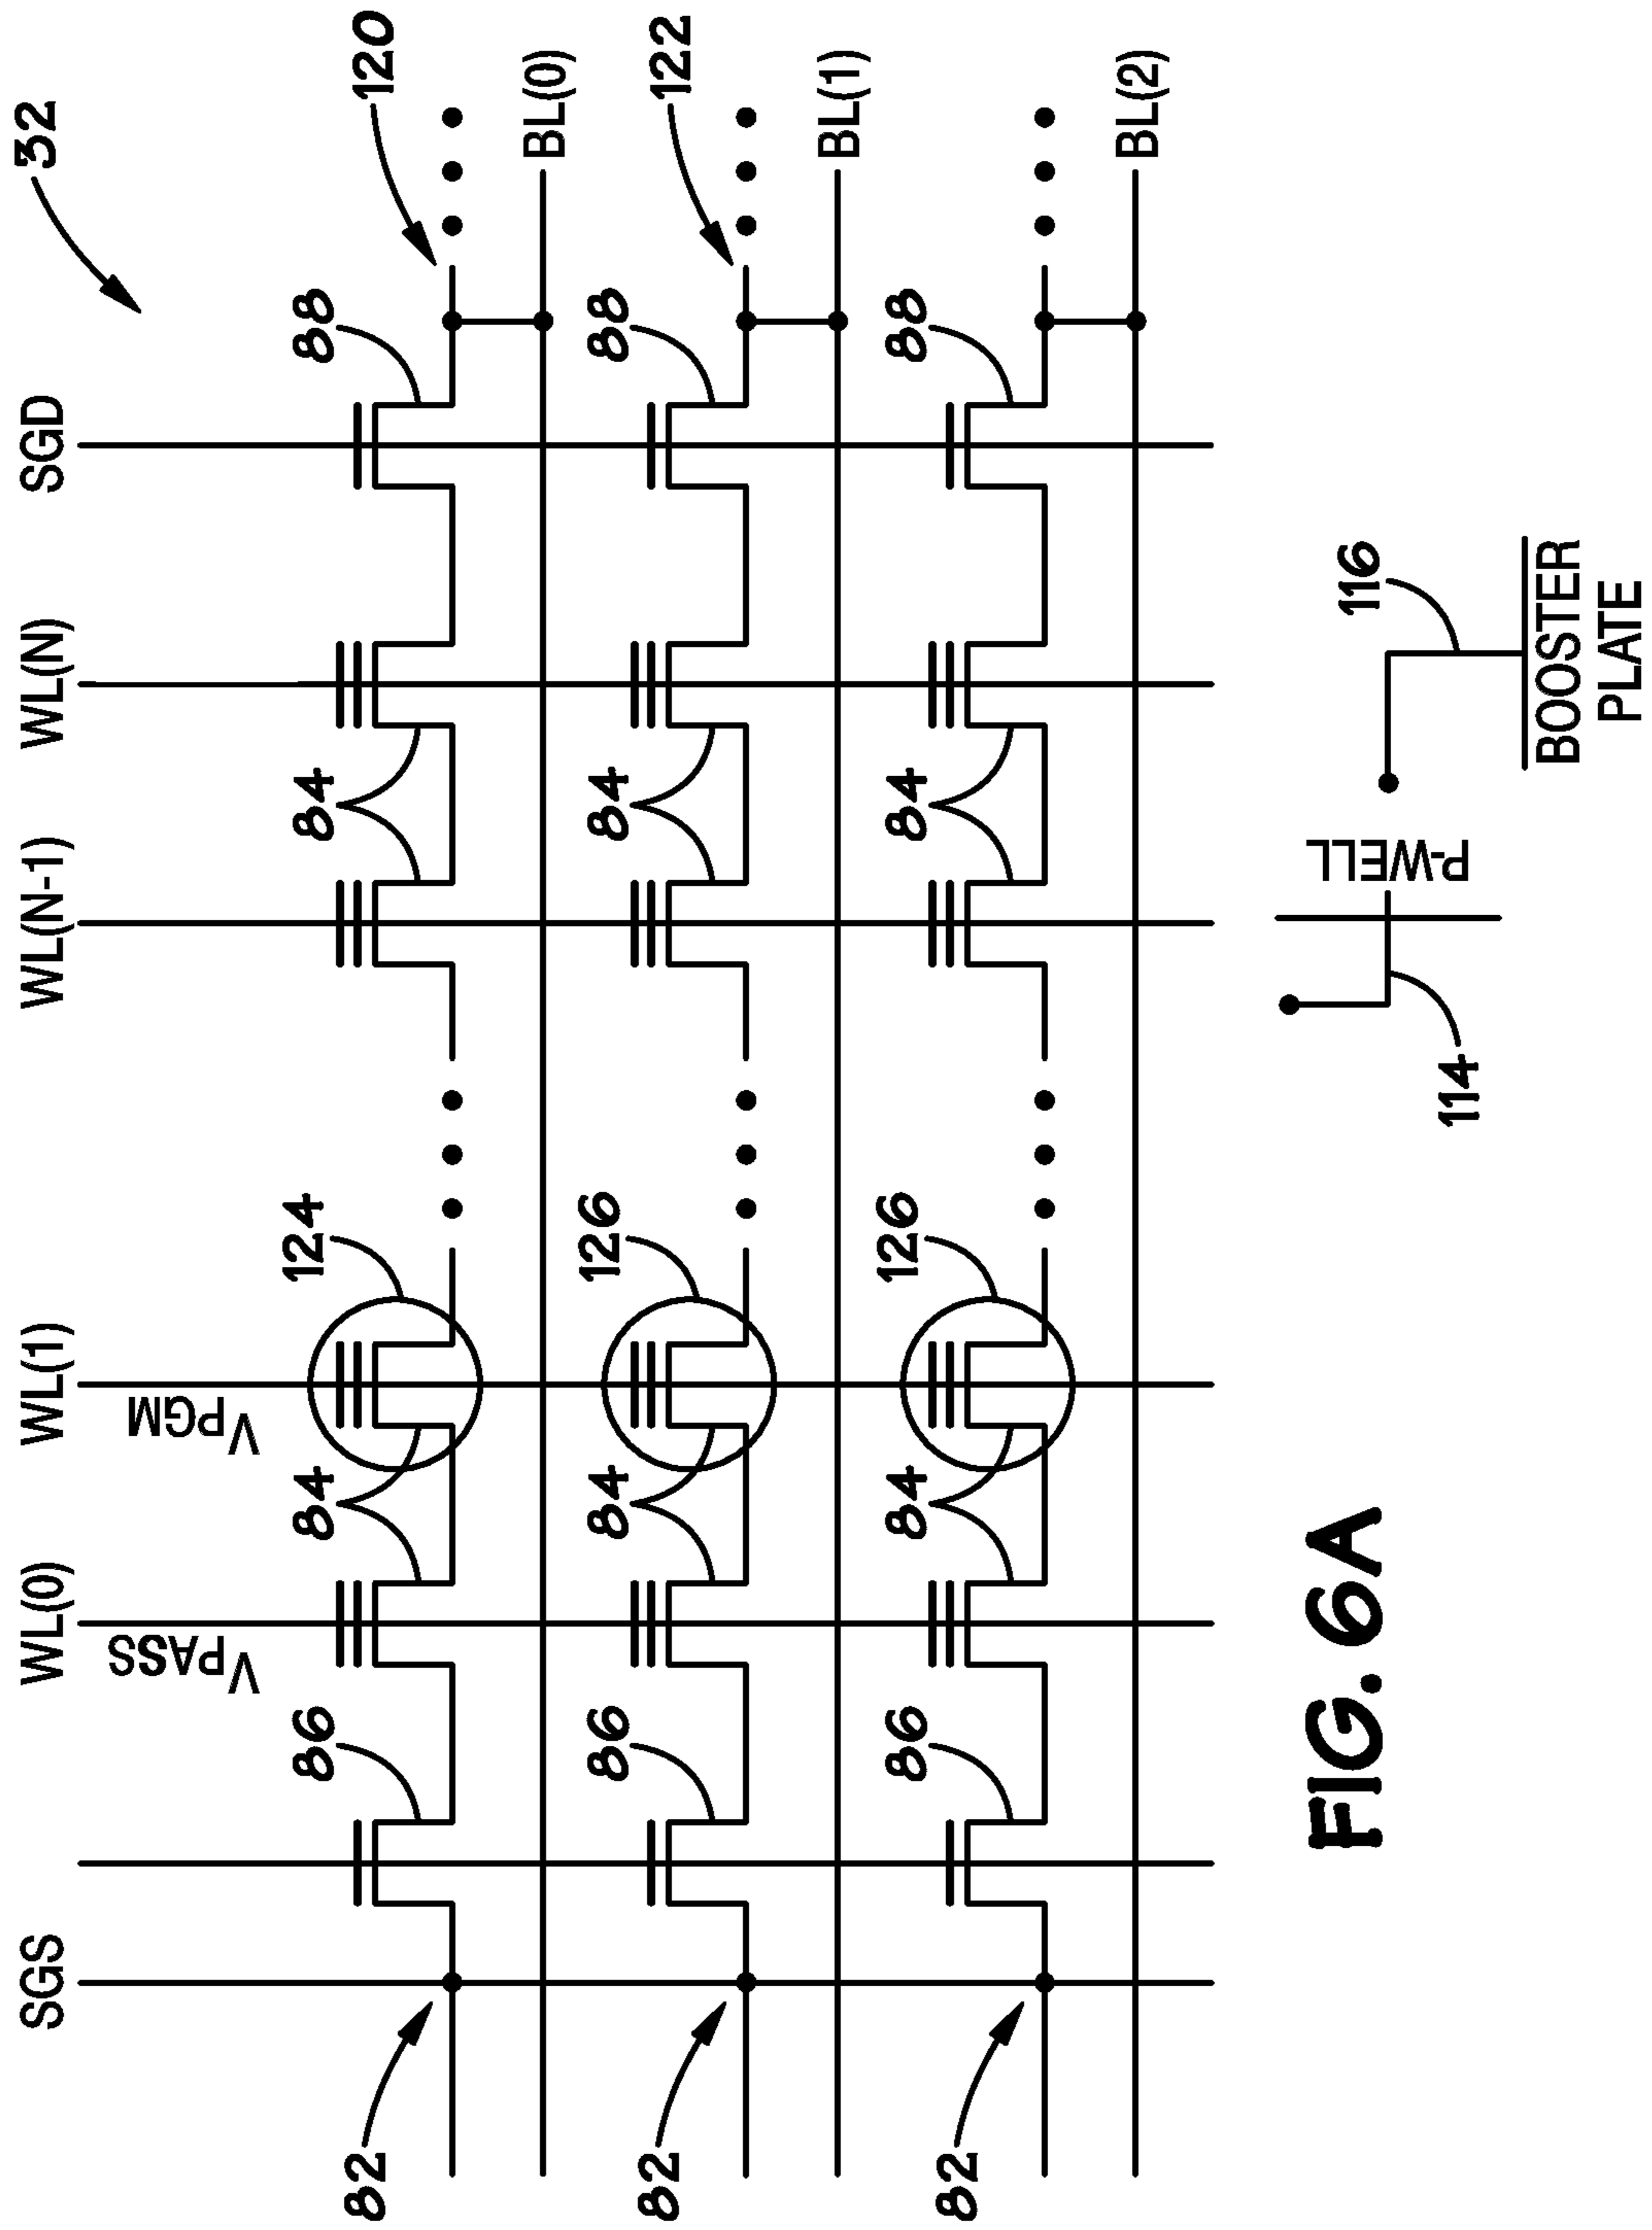 32
SGS
WL(0)
WL(1)
WL(N-1)
WL(N)
SGD
VPASS
VPGM
82
86
84
124
84
88
120
BL(0)
82
86
84
126
84
88
122
BL(1)
82
86
84
126
84
88
BL(2)
114
P-WELL
116
BOOSTER
PLATE
FIG. 6A